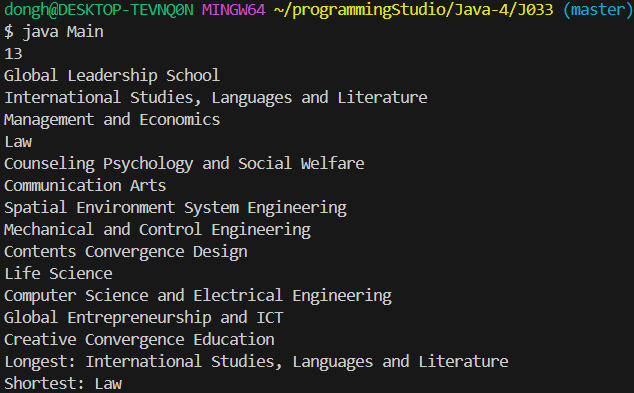 dongh@DESKTOP-TEVNQ0N MINGW64 ~/programmingStudio/Java-4/J033 (master)
$ java Main
13
Global Leadership School
International Studies, Languages and Literature
Management and Economics
Law
Counseling Psychology and Social Welfare
Communication Arts
Spatial Environment System Engineering
Mechanical and Control Engineering
Contents Convergence Design
Life Science
Computer Science and Electrical Engineering
Global Entrepreneurship and ICT
Creative Convergence Education
Longest: International Studies, Languages and Literature
Shortest: Law